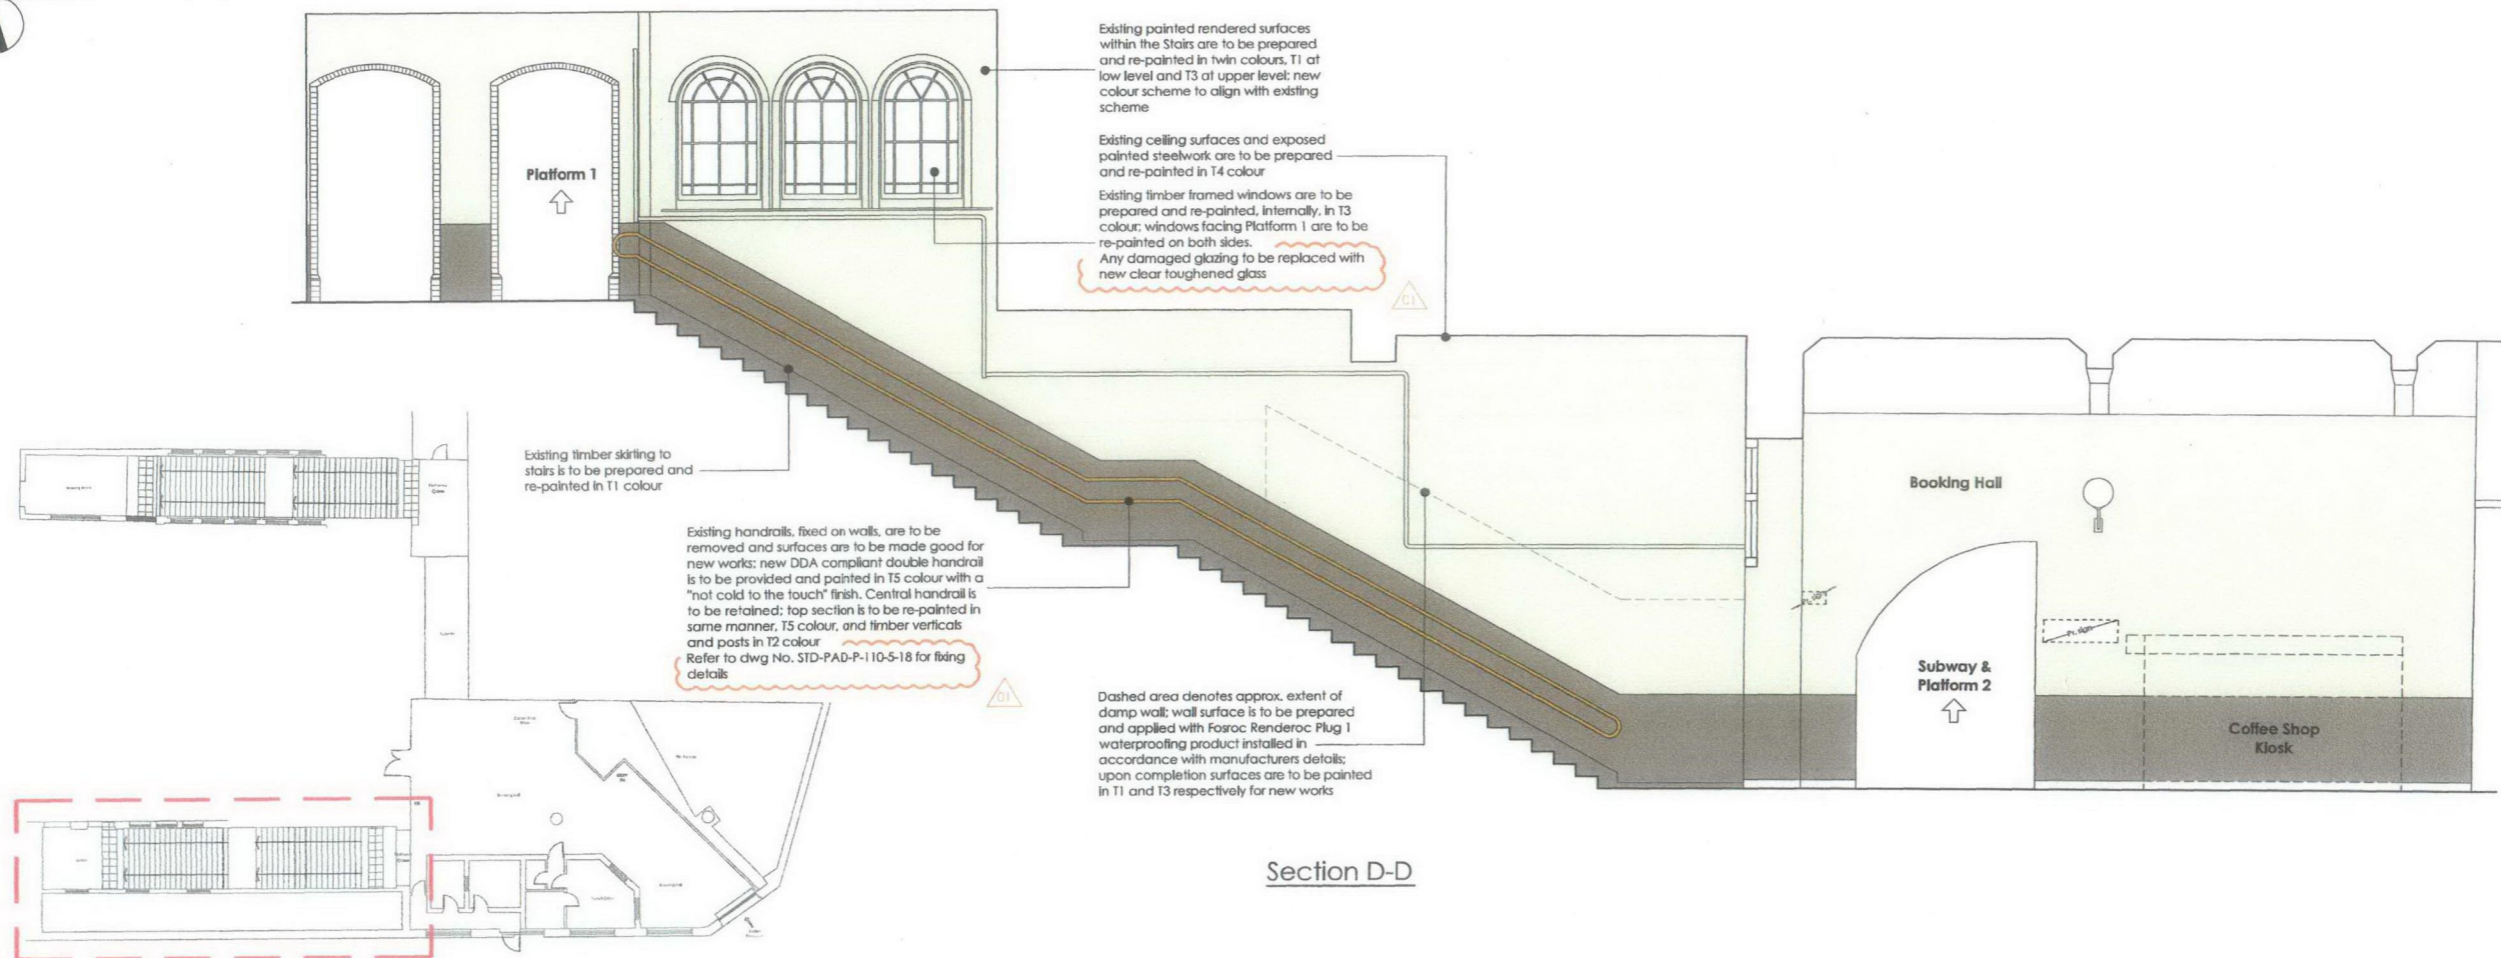 Existing painted rendered surfaces
within the Stairs are to be prepared
and re-painted in twin colours, T1 at
low level and T3 at upper level; new
colour scheme to align with existing
scheme
Existing ceiling surfaces and exposed
painted steelwork are to be prepared
and re-painted in T4 colour
Existing timber framed windows are to be
prepared and re-painted, internally, in T3
colour; windows facing Platform 1 are to be
re-painted on both sides.
Any damaged glazing to be replaced with
new clear toughened glass
C1
Platform 1
Existing timber skirting to
stairs is to be prepared and
re-painted in T1 colour
Existing handrails, fixed on walls, are to be
removed and surfaces are to be made good for
new works; new DDA compliant double handrail
is to be provided and painted in T5 colour with a
"not cold to the touch" finish. Central handrail is
to be retained; top section is to be re-painted in
same manner, T5 colour, and timber verticals
and posts in T2 colour
Refer to dwg No. STD-PAD-P-110-5-18 for fixing
details
C1
Dashed area denotes approx. extent of
damp wall; wall surface is to be prepared
and applied with Fosroc Renderoc Plug 1
waterproofing product installed in
accordance with manufacturers details;
upon completion surfaces are to be painted
in T1 and T3 respectively for new works
Booking Hall
Subway &
Platform 2
Coffee Shop
Kiosk
Section D-D